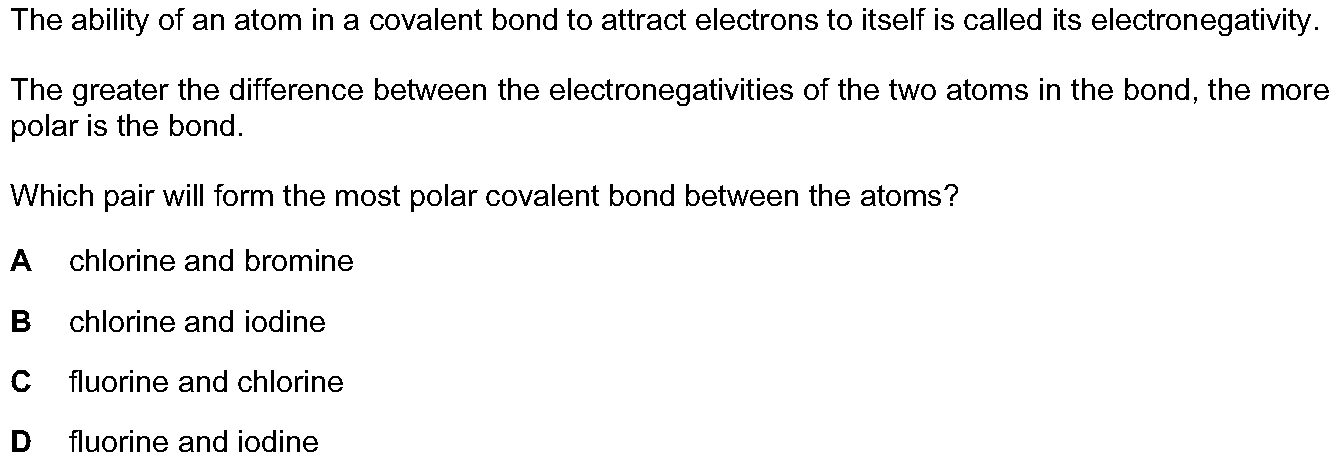 The ability of an atom in a covalent bond to attract electrons to itself is called its electronegativity.
The greater the difference between the electronegativities of the two atoms in the bond, the more
polar is the bond.
Which pair will form the most polar covalent bond between the atoms?
A chlorine and bromine
B chlorine and iodine
C fluorine and chlorine
D fluorine and iodine